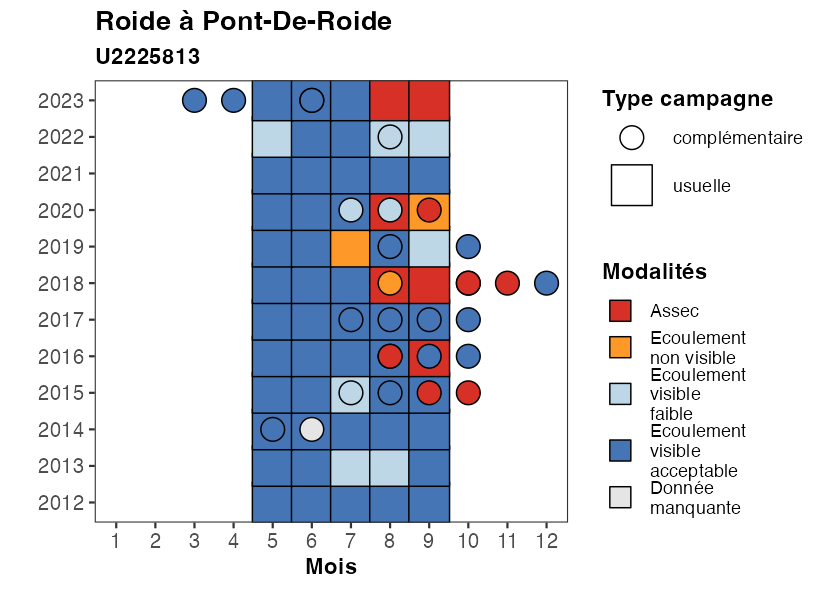 Roide à Pont-De-Roide
U2225813
2023
2022
2021
2020
2019
2018
2017
2016
2015
2014
2013
2012
1 2 3 4 5 6 7 8 9 10 11 12
Mois
Type campagne
complémentaire
usuelle
Modalités
Assec
Ecoulement
non visible
Ecoulement
visible
faible
Ecoulement
visible
acceptable
Donnée
manquante